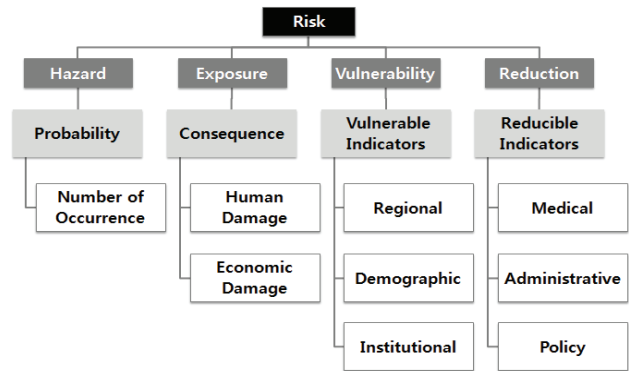 Risk
Hazard
Exposure
Vulnerability
Reduction
Probability
Consequence
Vulnerable
Indicators
Reducible
Indicators
Number of
Occurrence
Human
Damage
Regional
Medical
Economic
Damage
Demographic
Administrative
Institutional
Policy